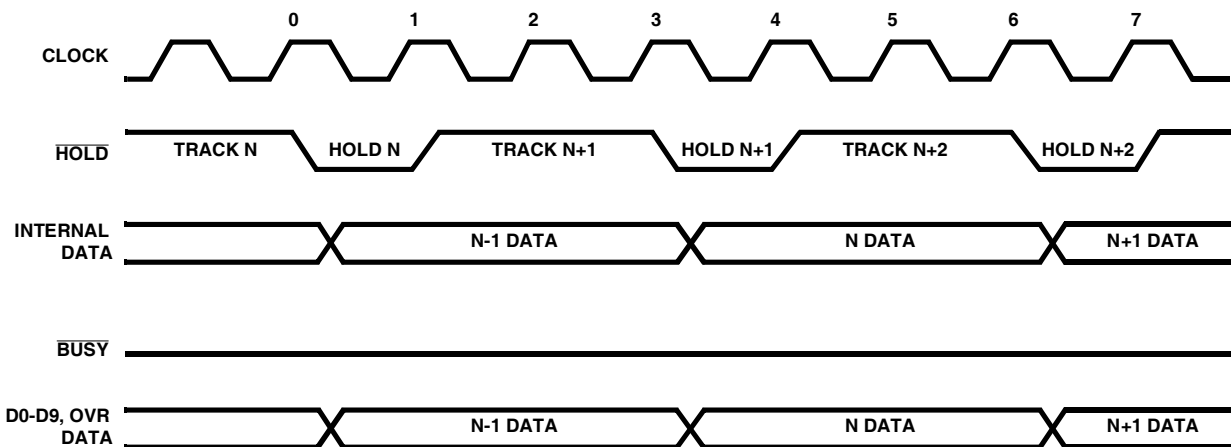 0 1 2 3 4 5 6 7
CLOCK
HOLD TRACK N HOLD N TRACK N+1 HOLD N+1 TRACK N+2 HOLD N+2
INTERNAL
DATA
N-1 DATA N DATA N+1 DATA
BUSY
D0-D9, OVR
DATA
N-1 DATA N DATA N+1 DATA